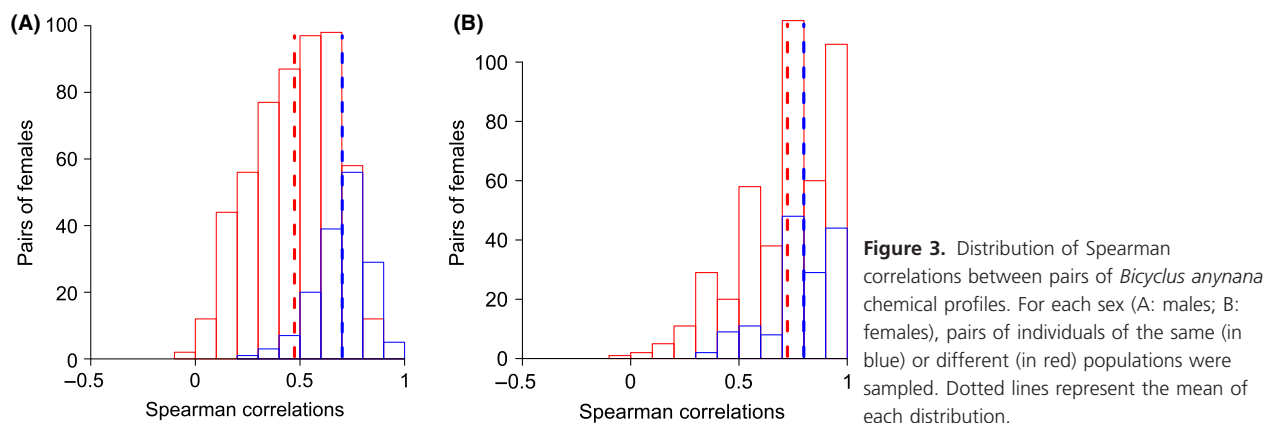 (A)
100
80
60
40
20
0
Pairs of females
–0.5
0
0.5
1
Spearman correlations
(B)
100
80
60
40
20
0
Pairs of females
–0.5
0
0.5
1
Spearman correlations
Figure 3. Distribution of Spearman
correlations between pairs of Bicyclus anynana
chemical profiles. For each sex (A: males; B:
females), pairs of individuals of the same (in
blue) or different (in red) populations were
sampled. Dotted lines represent the mean of
each distribution.